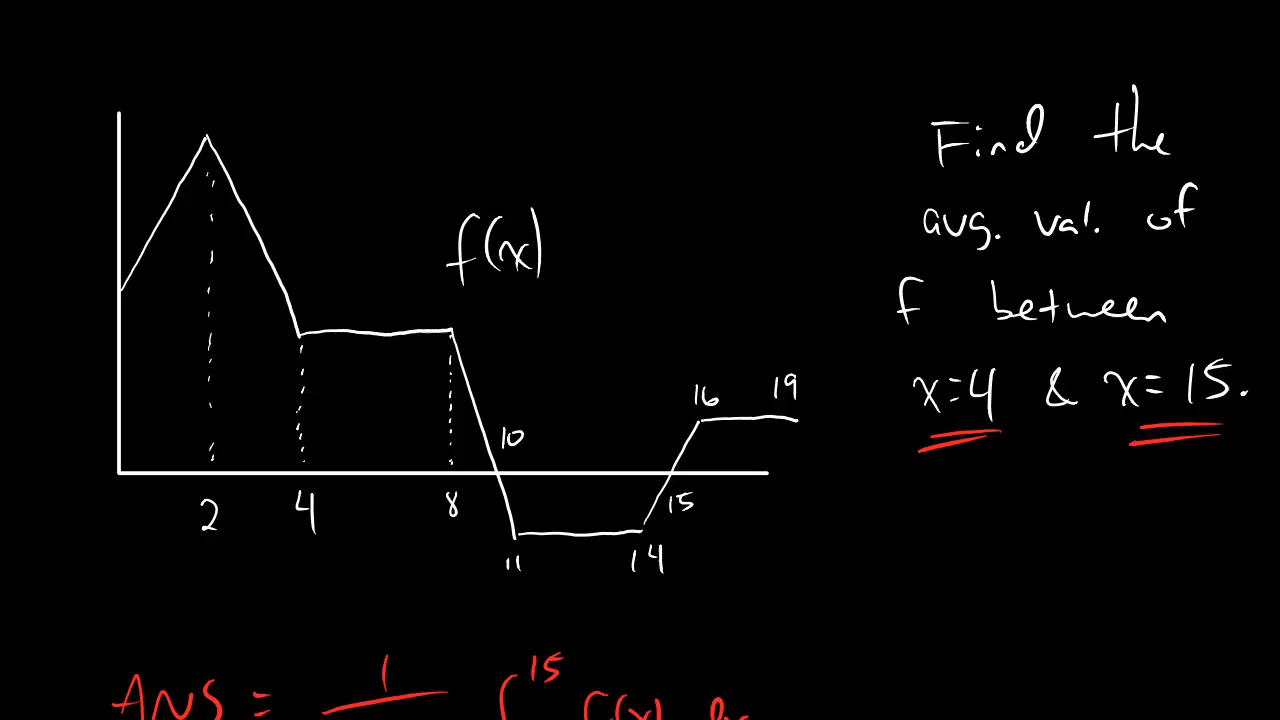 Find the
avg. val. of
f(x)
f between
x=4 & x=15.
16 19
10
2 4 8 15
11 14
ANS = 1 ∫ 15 f(x) dx